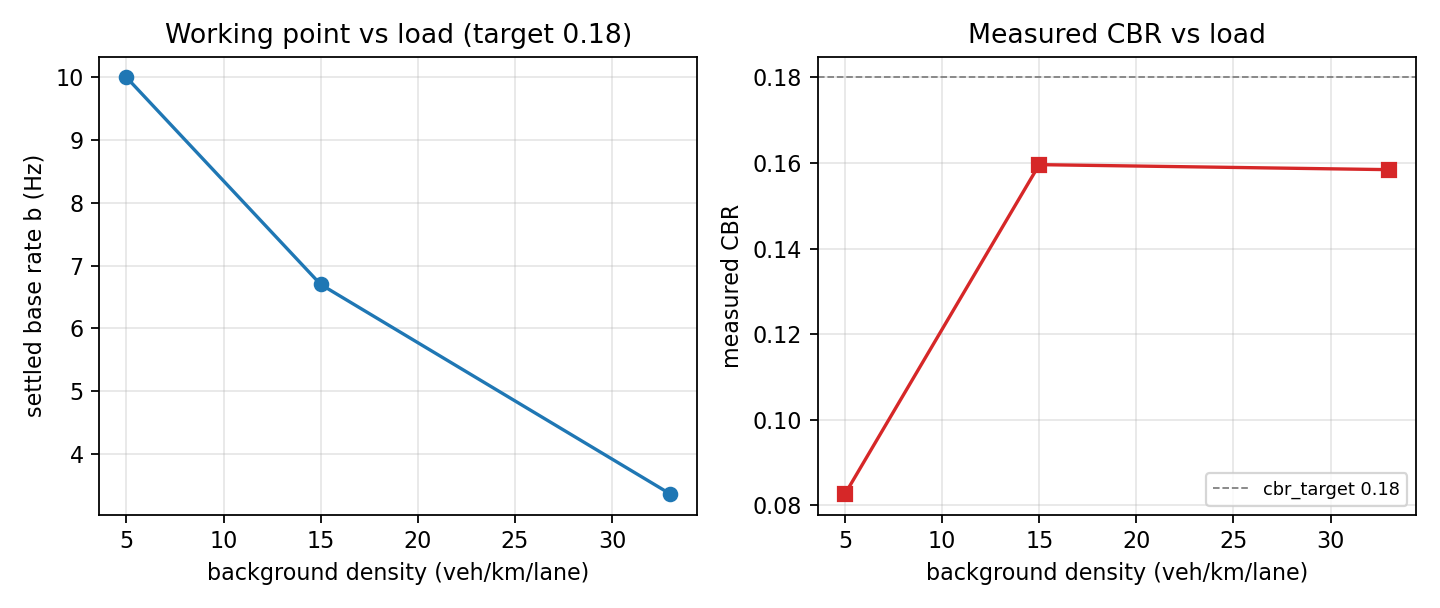 Working point vs load (target 0.18)
settled base rate b (Hz)
10
9
8
7
6
5
4
5 10 15 20 25 30
background density (veh/km/lane)
Measured CBR vs load
measured CBR
0.18
0.16
0.14
0.12
0.10
0.08
cbr_target 0.18
5 10 15 20 25 30
background density (veh/km/lane)